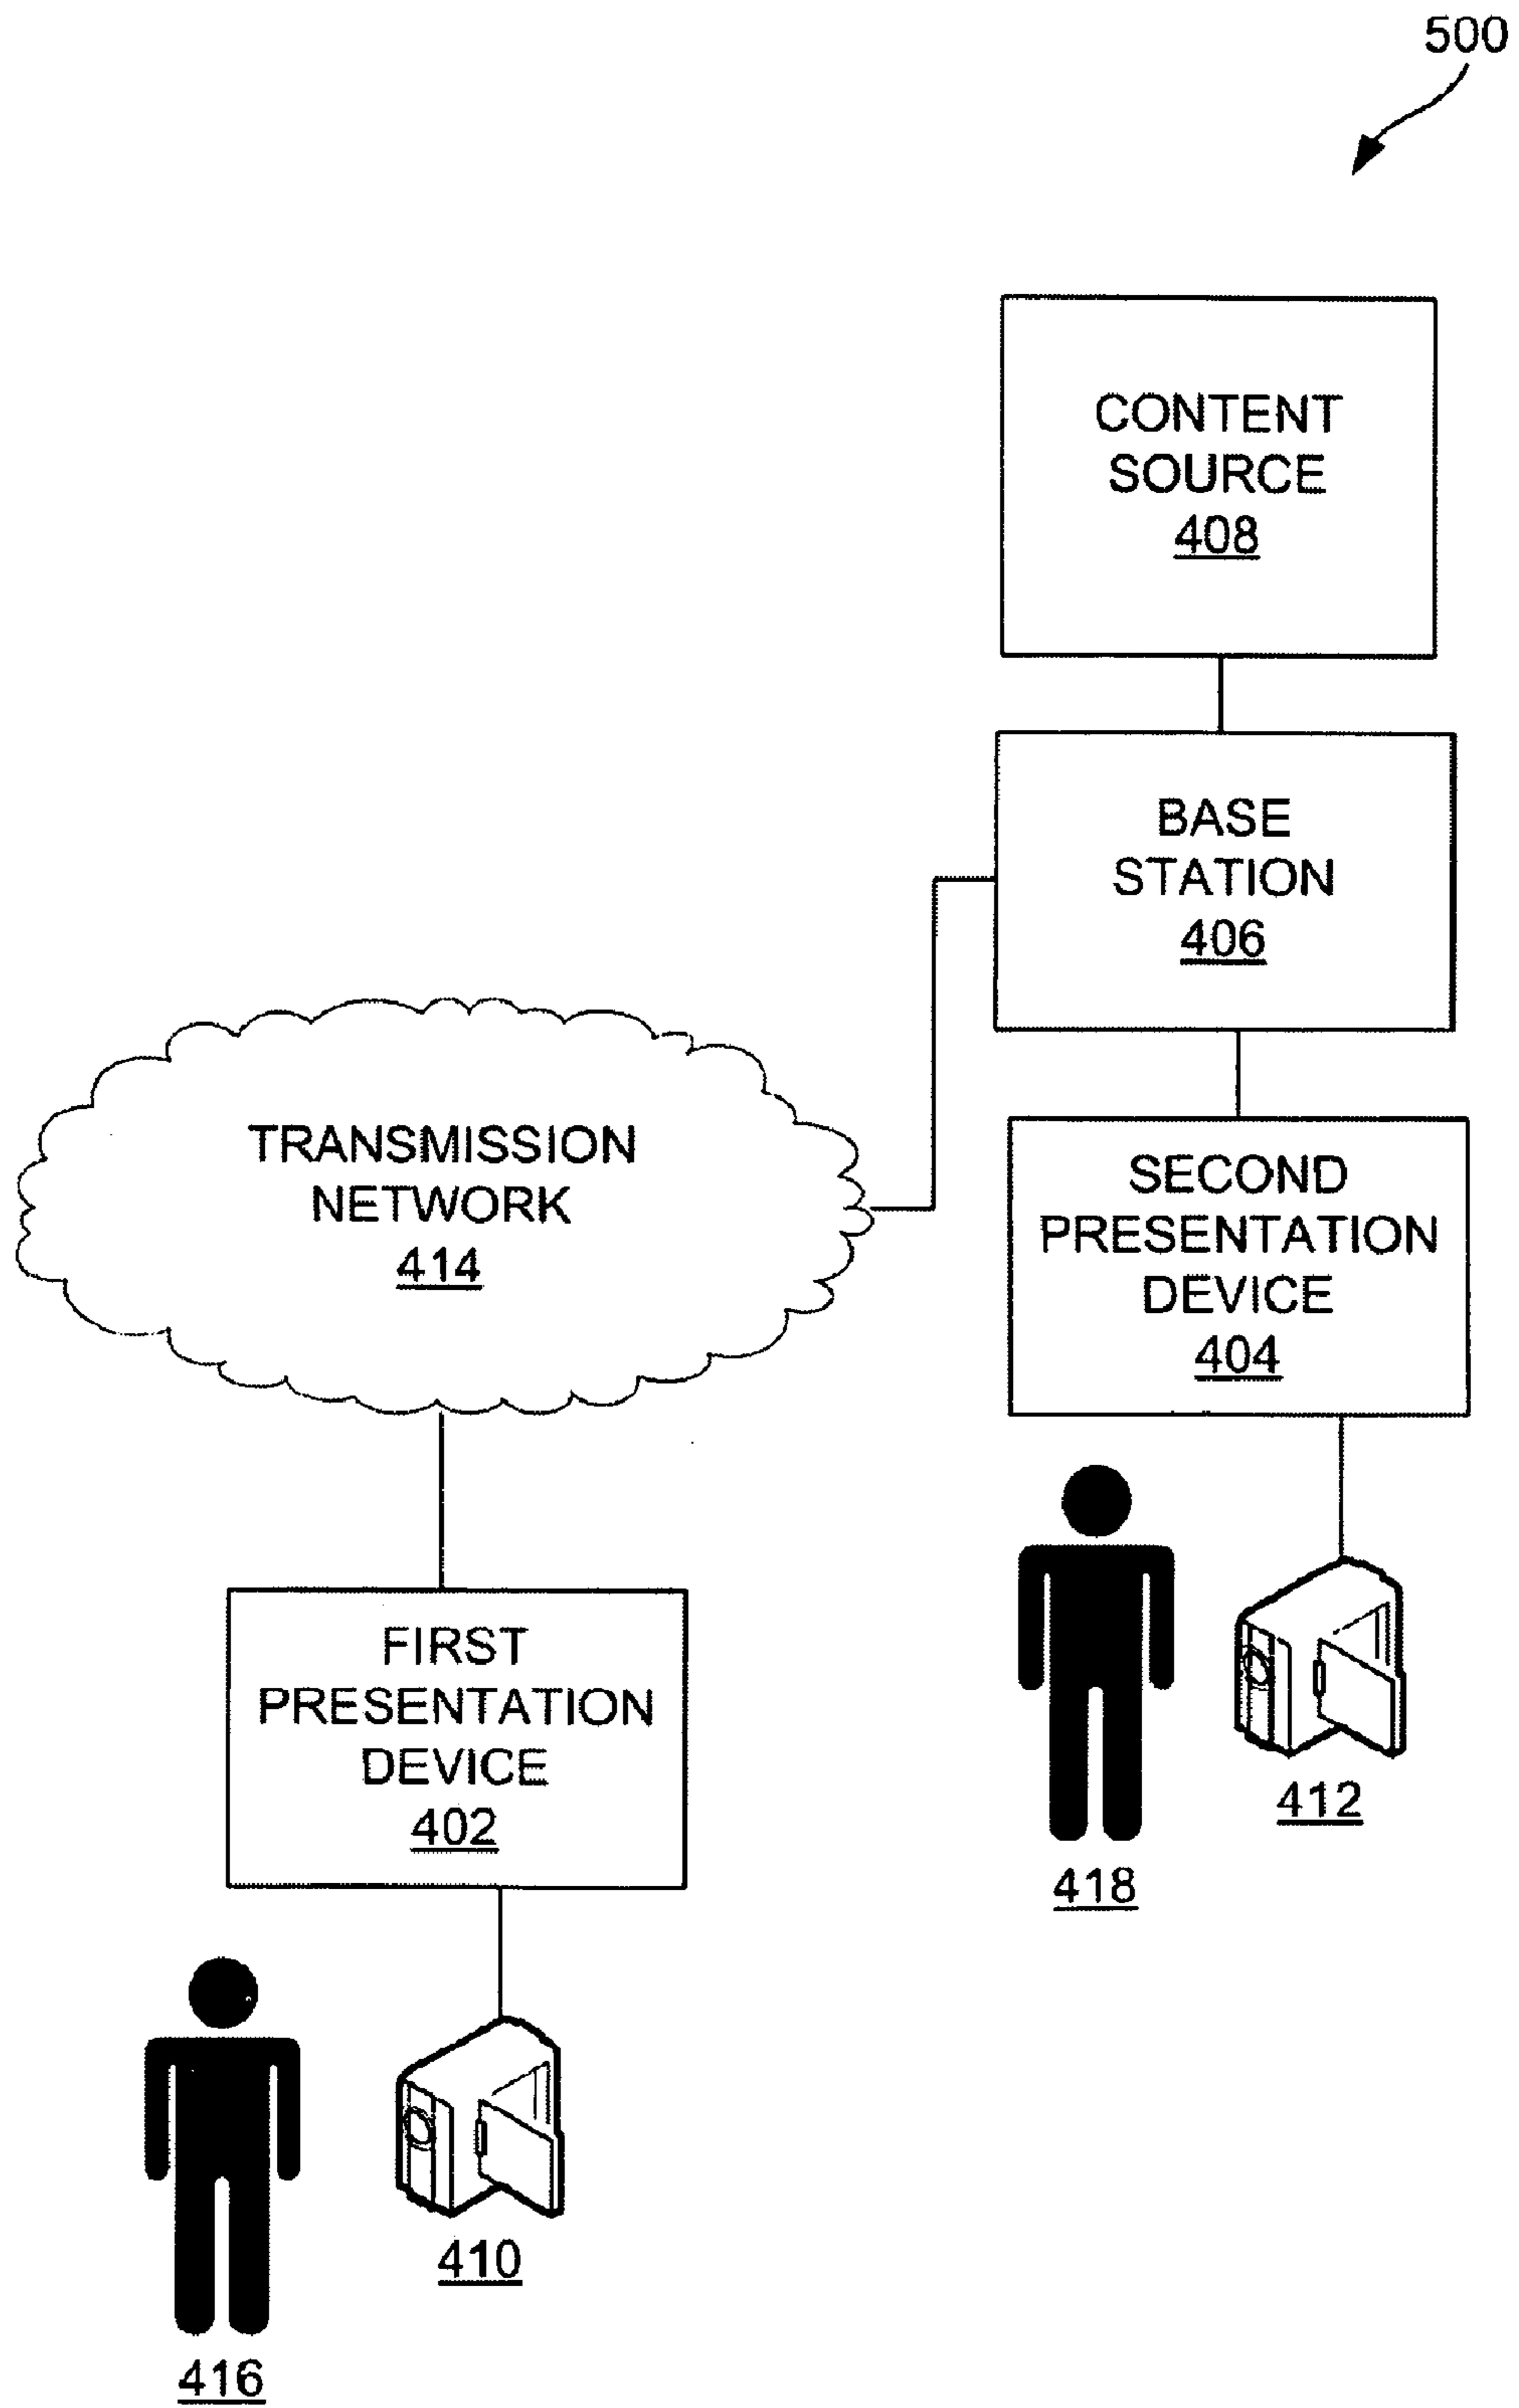 500
CONTENT
SOURCE
408
BASE
STATION
406
TRANSMISSION
NETWORK
414
SECOND
PRESENTATION
DEVICE
404
FIRST
PRESENTATION
DEVICE
402
412
418
410
416